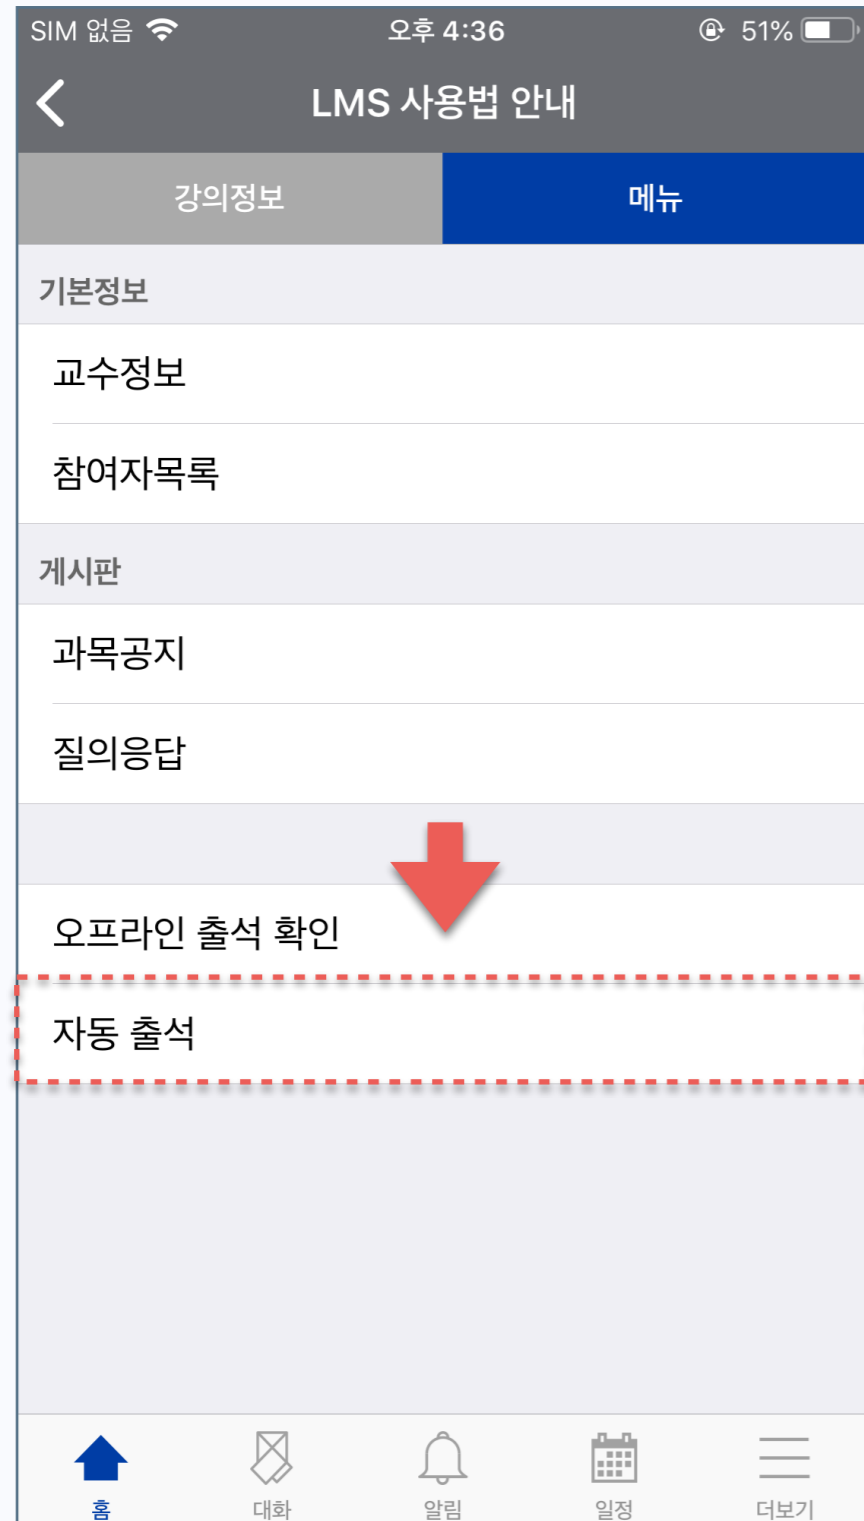 SIM 없음 오후 4:36 51%
LMS 사용법 안내
강의정보 메뉴
기본정보
교수정보
참여자목록
게시판
과목공지
질의응답
오프라인 출석 확인
자동 출석
홈 대화 알림 일정 더보기